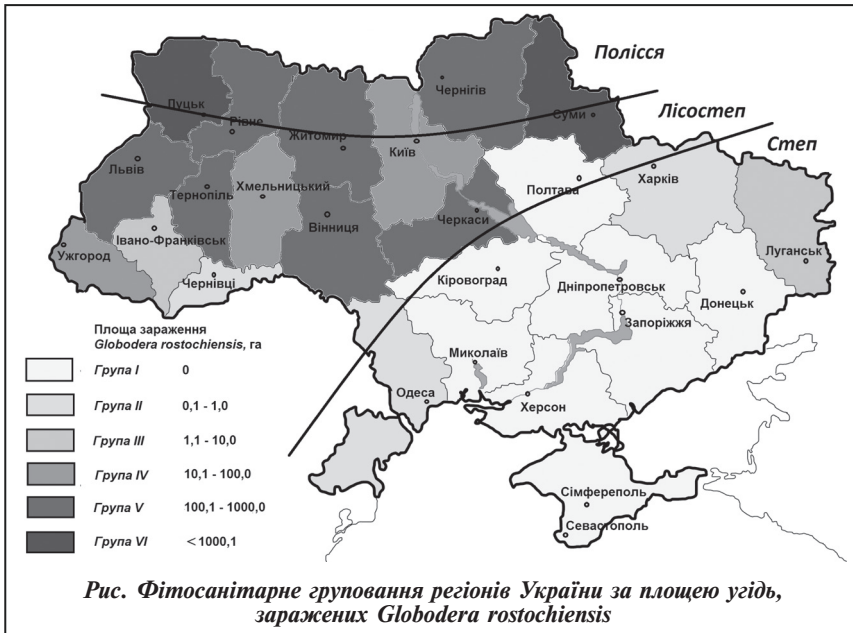 Полісся
Чернігів
Луцьк
Рівне
Суми
Лісостеп
Житомир
Київ
Степ
Львів
Харків
Полтава
Тернопіль
Хмельницький
Черкаси
Вінниця
Івано-Франківськ
Ужгород
Луганськ
Чернівці
Кіровоград
Дніпропетровськ
Донецьк
Запоріжжя
Миколаїв
Одеса
Херсон
Сімферополь
Севастополь
Площа зараження
Globodera rostochiensis, га
Група I 0
Група II 0,1 - 1,0
Група III 1,1 - 10,0
Група IV 10,1 - 100,0
Група V 100,1 - 1000,0
Група VI <1000,1
Рис. Фітосанітарне груповання регіонів України за площею угідь,
заражених Globodera rostochiensis